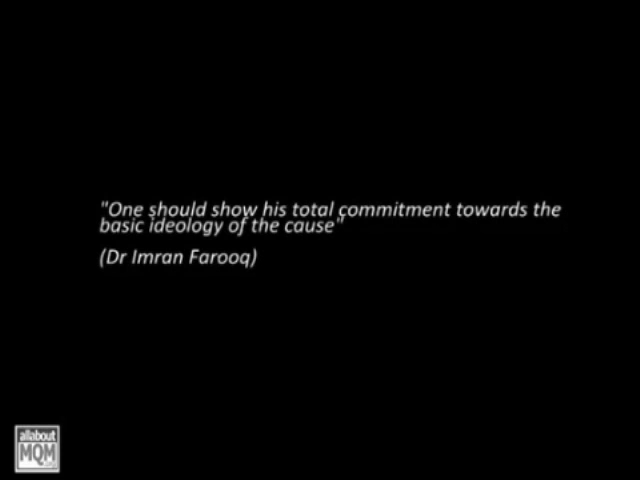 "One should show his total commitment towards the
basic ideology of the cause"
(Dr Imran Farooq)
allabout
MQM